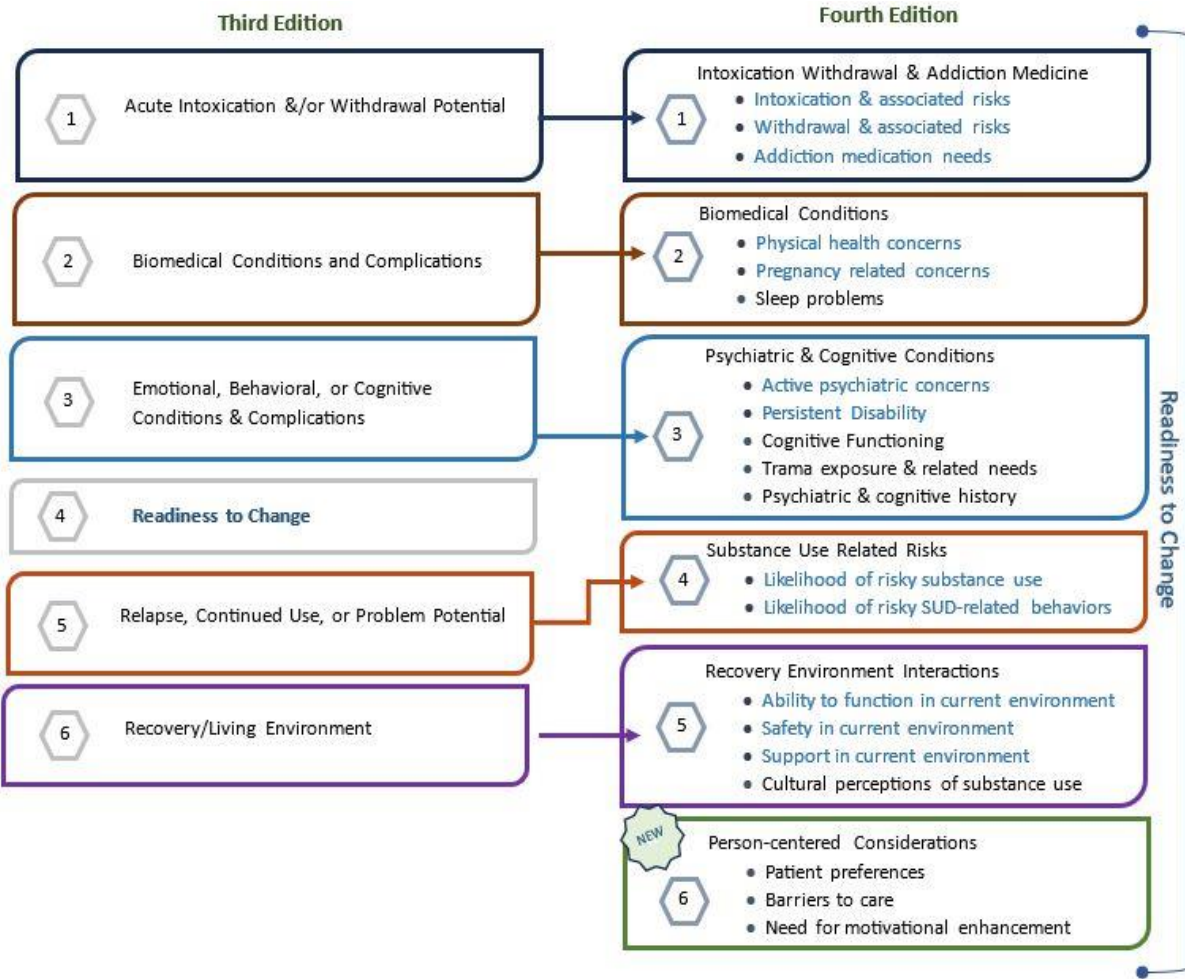 Third Edition
1
Acute Intoxication &/or Withdrawal Potential
2
Biomedical Conditions and Complications
3
Emotional, Behavioral, or Cognitive
Conditions & Complications
4
Readiness to Change
5
Relapse, Continued Use, or Problem Potential
6
Recovery/Living Environment
Fourth Edition
1
Intoxication Withdrawal & Addiction Medicine
• Intoxication & associated risks
• Withdrawal & associated risks
• Addiction medication needs
2
Biomedical Conditions
• Physical health concerns
• Pregnancy related concerns
• Sleep problems
3
Psychiatric & Cognitive Conditions
• Active psychiatric concerns
• Persistent Disability
• Cognitive Functioning
• Trama exposure & related needs
• Psychiatric & cognitive history
4
Substance Use Related Risks
• Likelihood of risky substance use
• Likelihood of risky SUD-related behaviors
5
Recovery Environment Interactions
• Ability to function in current environment
• Safety in current environment
• Support in current environment
• Cultural perceptions of substance use
NEW
6
Person-centered Considerations
• Patient preferences
• Barriers to care
• Need for motivational enhancement
Readiness to Change